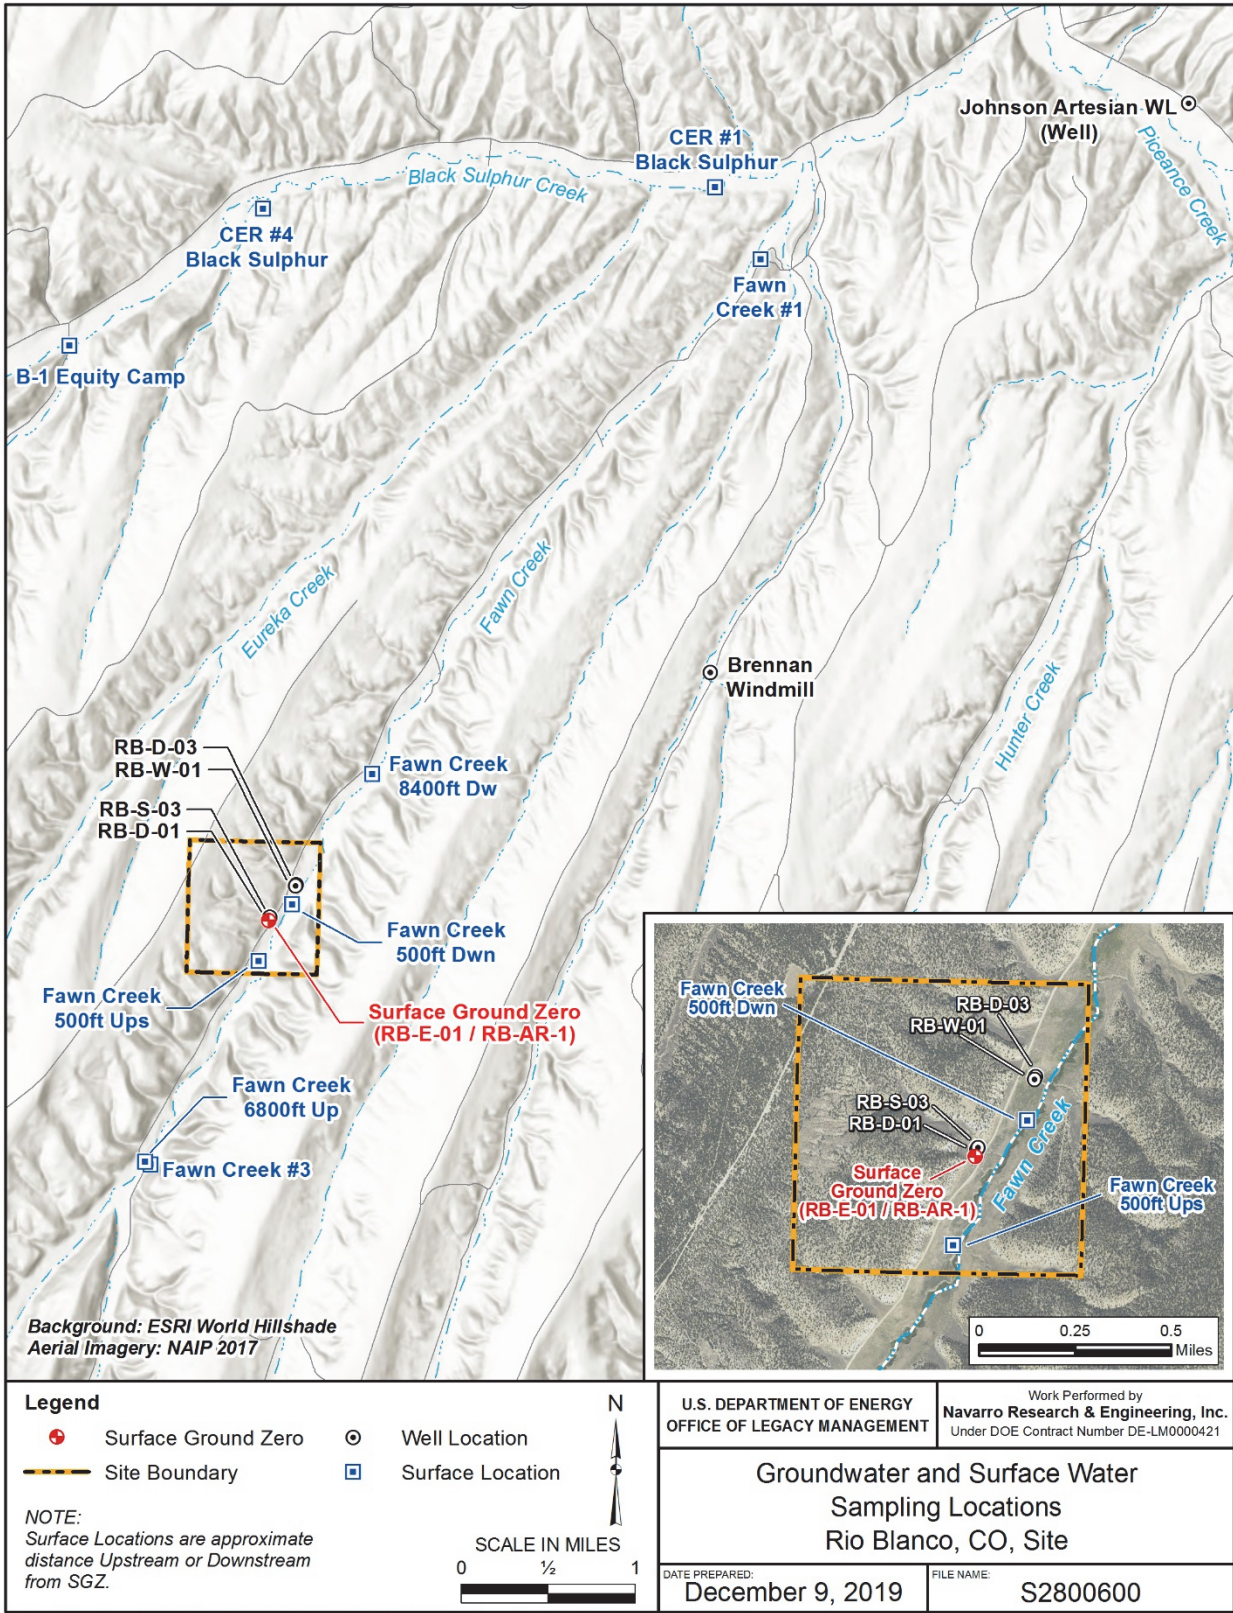 Johnson Artesian WL
(Well)
Piceance Creek
CER #1
Black Sulphur
Black Sulphur Creek
CER #4
Black Sulphur
Fawn
Creek #1
B-1 Equity Camp
Eureka Creek
Fawn Creek
Brennan
Windmill
Hunter Creek
RB-D-03
RB-W-01
RB-S-03
RB-D-01
Fawn Creek
8400ft Dw
Fawn Creek
500ft Dwn
Fawn Creek
500ft Ups
Surface Ground Zero
(RB-E-01 / RB-AR-1)
Fawn Creek
6800ft Up
Fawn Creek #3
Background: ESRI World Hillshade
Aerial Imagery: NAIP 2017
Fawn Creek
500ft Dwn
RB-D-03
RB-W-01
RB-S-03
RB-D-01
Surface
Ground Zero
(RB-E-01 / RB-AR-1)
Fawn Creek
Fawn Creek
500ft Ups
0 0.25 0.5
Miles
Legend
Surface Ground Zero
Well Location
Site Boundary
Surface Location
NOTE:
Surface Locations are approximate
distance Upstream or Downstream
from SGZ.
N
SCALE IN MILES
0 ½ 1
U.S. DEPARTMENT OF ENERGY
OFFICE OF LEGACY MANAGEMENT
Work Performed by
Navarro Research & Engineering, Inc.
Under DOE Contract Number DE-LM0000421
Groundwater and Surface Water
Sampling Locations
Rio Blanco, CO, Site
DATE PREPARED:
December 9, 2019
FILE NAME:
S2800600